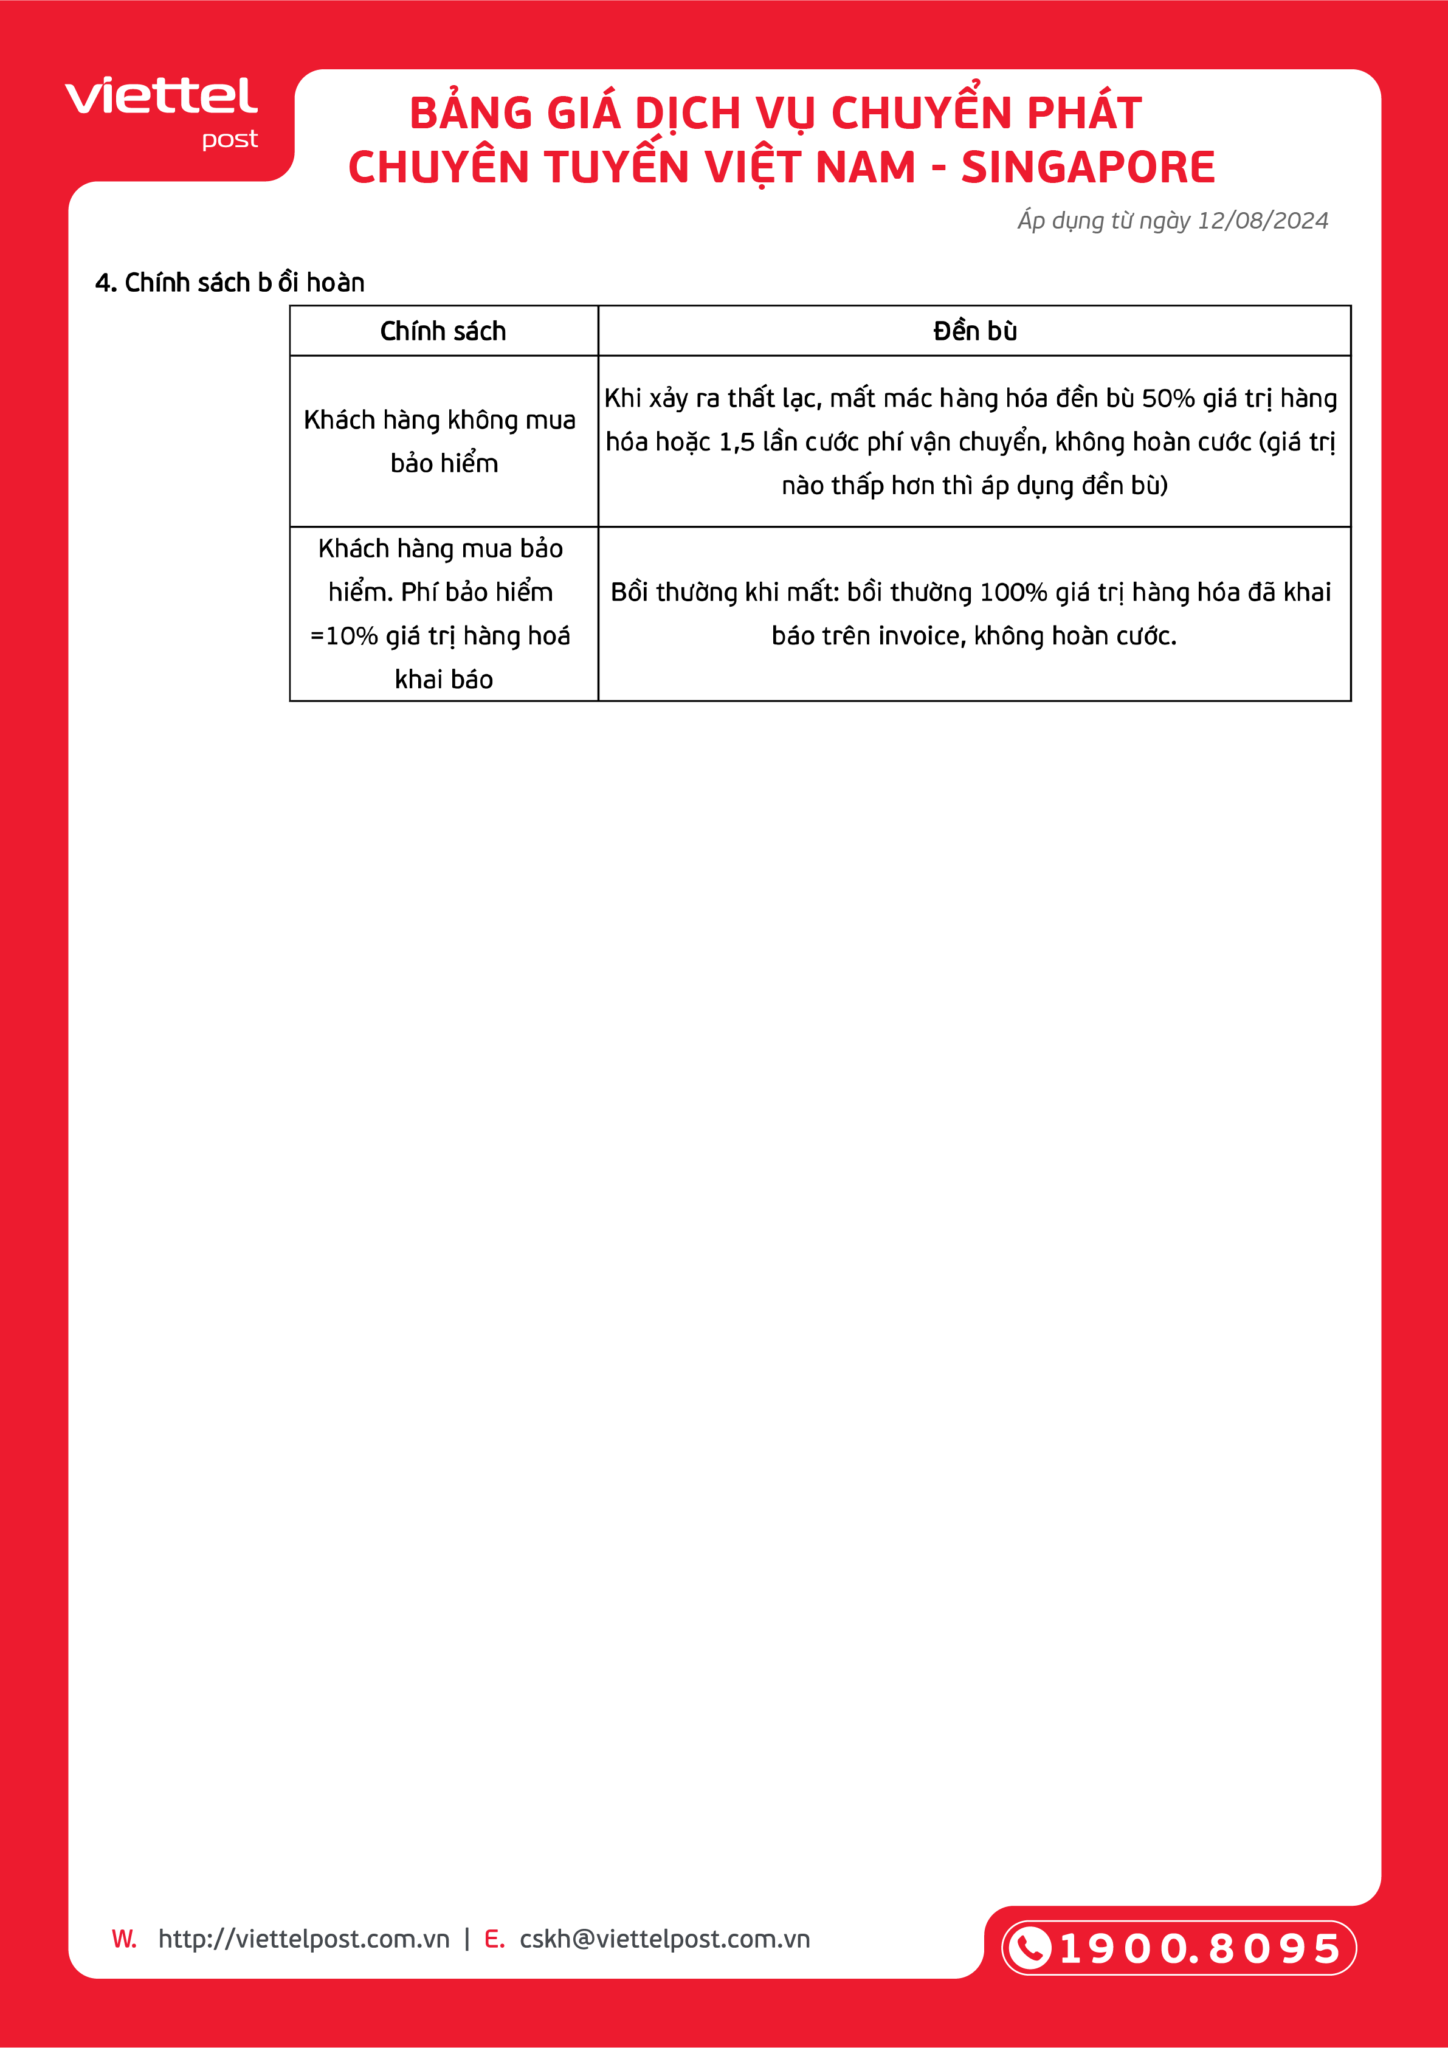 viettel
post
BẢNG GIÁ DỊCH VỤ CHUYỂN PHÁT
CHUYÊN TUYẾN VIỆT NAM - SINGAPORE
Áp dụng từ ngày 12/08/2024
4. Chính sách b ồi hoàn
Chính sách
Đền bù
Khách hàng không mua
bảo hiểm
Khi xảy ra thất lạc, mất mác hàng hóa đền bù 50% giá trị hàng
hóa hoặc 1,5 lần cước phí vận chuyển, không hoàn cước (giá trị
nào thấp hơn thì áp dụng đền bù)
Khách hàng mua bảo
hiểm. Phí bảo hiểm
=10% giá trị hàng hoá
khai báo
Bồi thường khi mất: bồi thường 100% giá trị hàng hóa đã khai
báo trên invoice, không hoàn cước.
W. http://viettelpost.com.vn | E. cskh@viettelpost.com.vn
1900.8095